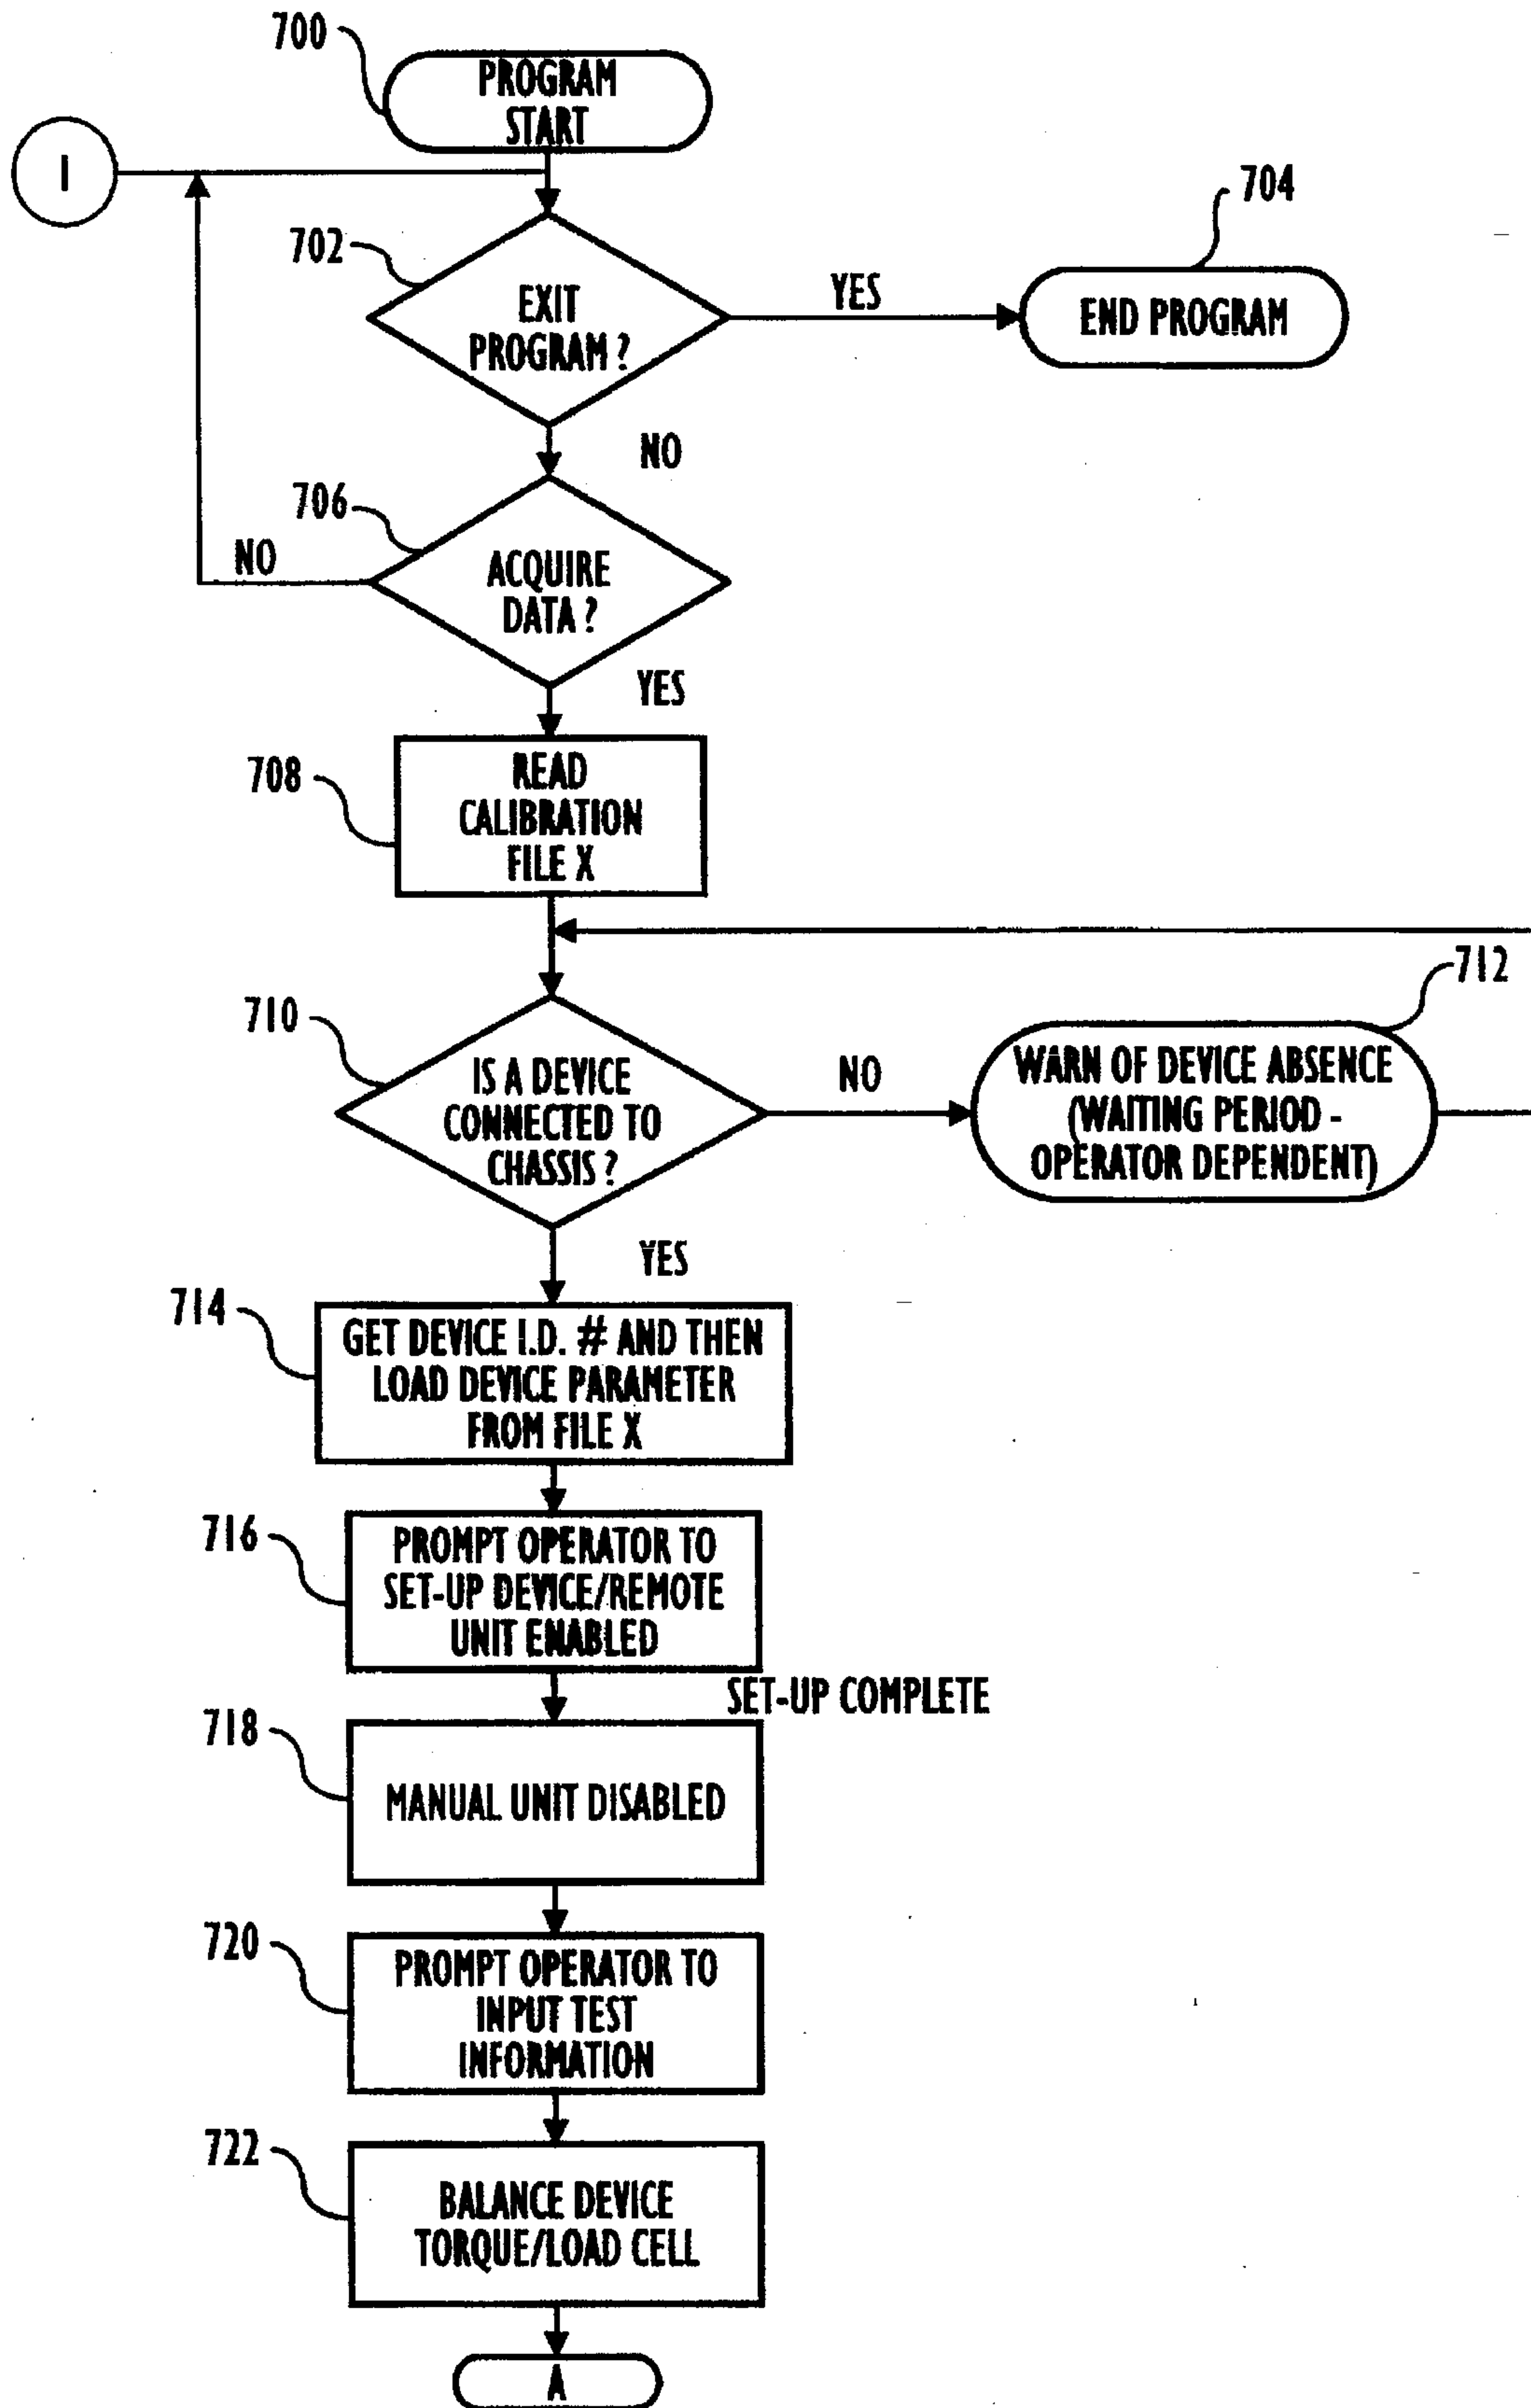 700
PROGRAM
START
I
702
704
EXIT
PROGRAM ?
YES
END PROGRAM
NO
706
NO
ACQUIRE
DATA ?
YES
708
READ
CALIBRATION
FILE X
712
710
IS A DEVICE
CONNECTED TO
CHASSIS ?
NO
WARN OF DEVICE ABSENCE
(WAITING PERIOD -
OPERATOR DEPENDENT)
YES
714
GET DEVICE I.D. # AND THEN
LOAD DEVICE PARAMETER
FROM FILE X
716
PROMPT OPERATOR TO
SET-UP DEVICE/REMOTE
UNIT ENABLED
SET-UP COMPLETE
718
MANUAL UNIT DISABLED
720
PROMPT OPERATOR TO
INPUT TEST
INFORMATION
722
BALANCE DEVICE
TORQUE/LOAD CELL
A